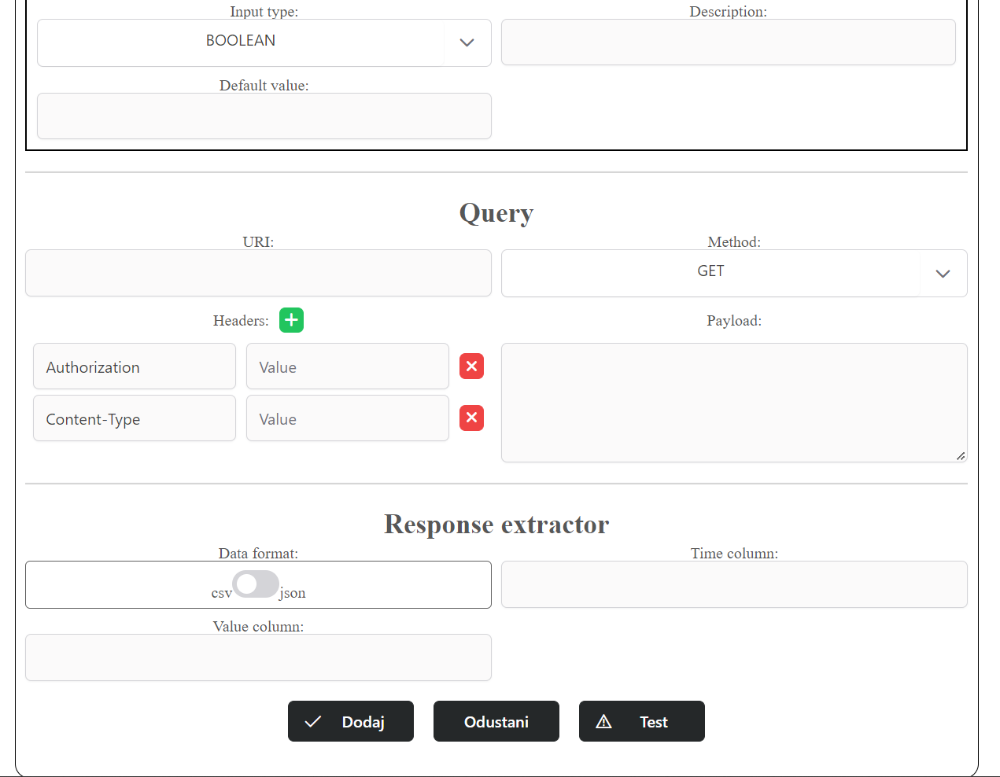 Input type:
Description:
BOOLEAN
Default value:
Query
URI:
Method:
GET
Headers:
Payload:
Authorization
Value
Content-Type
Value
Response extractor
Data format:
Time column:
csv json
Value column:
Dodaj
Odustani
Test